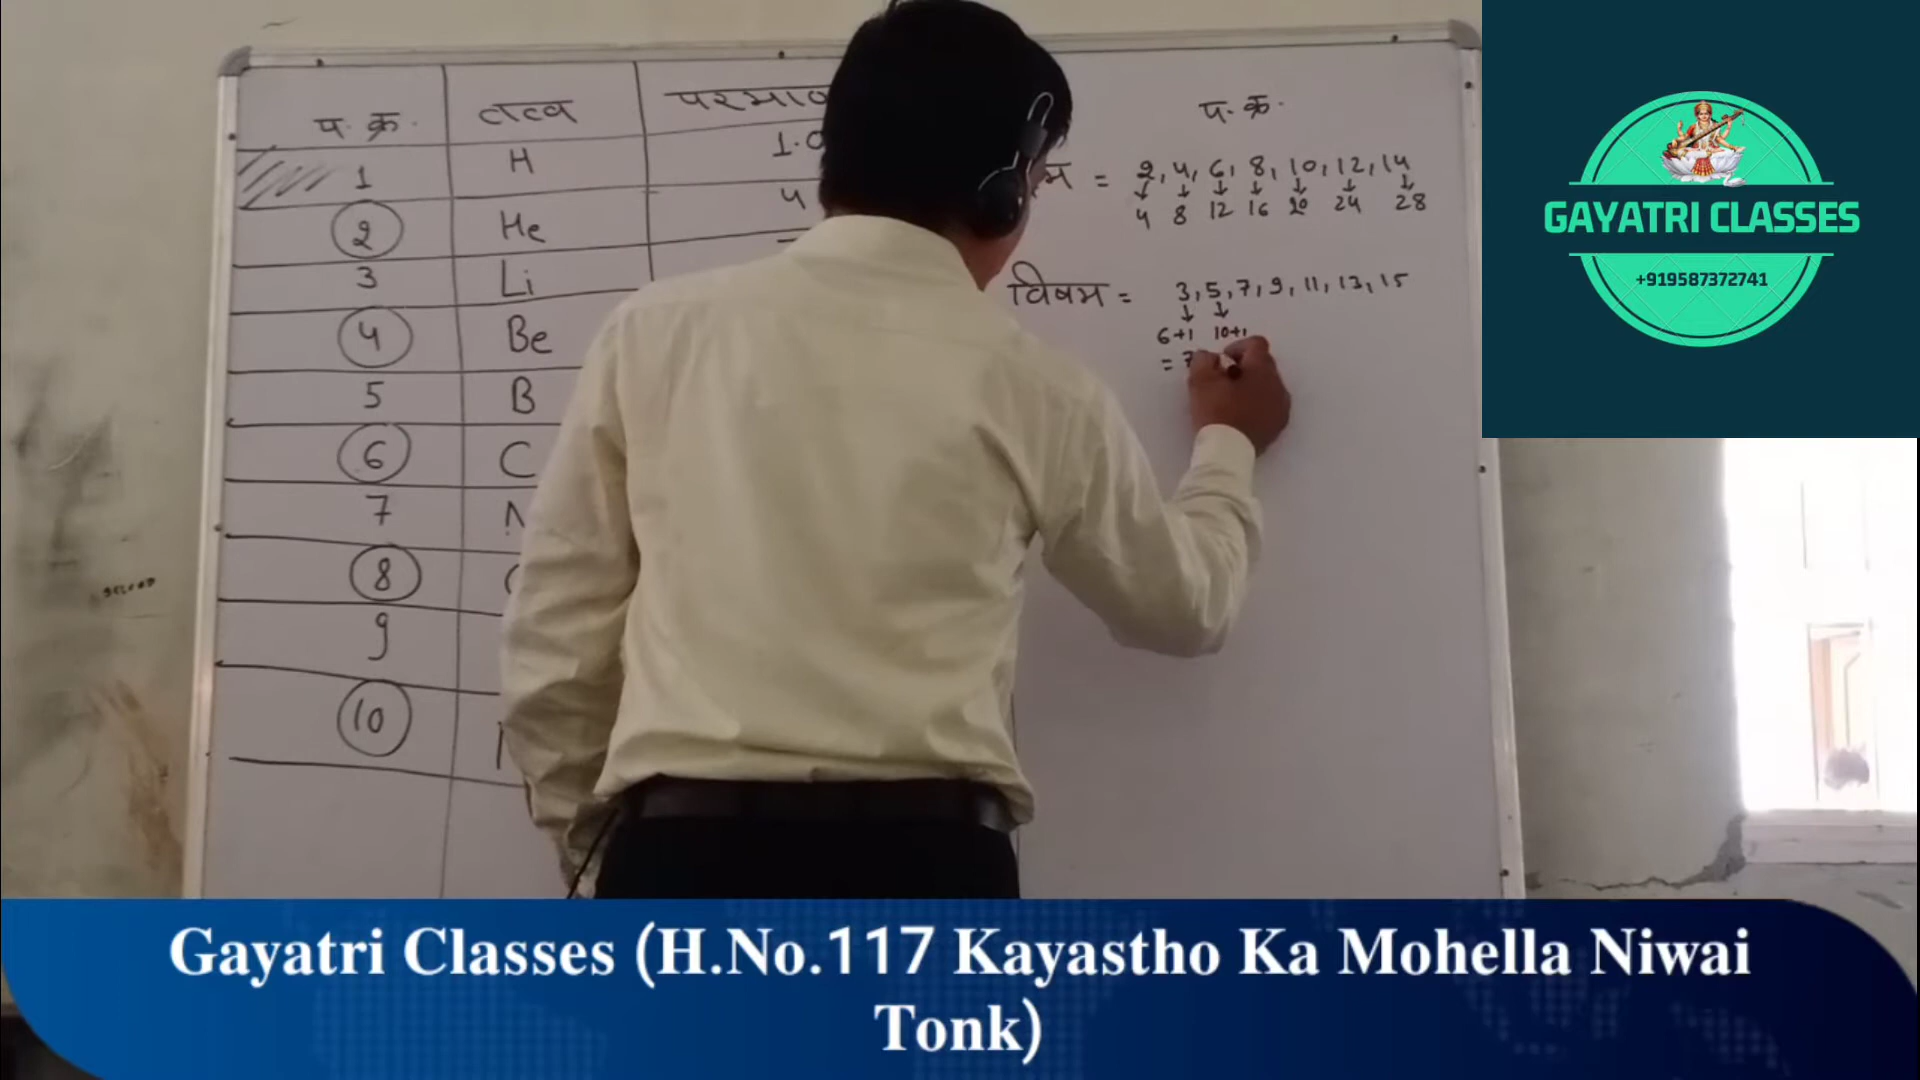 प. क्र.
तत्व
1
H
1.0
2
He
4
3
Li
4
Be
5
B
6
C
7
N
8
9
10
प. क्र.
= 2, 4, 6, 8, 10, 12, 14
↓ ↓ ↓ ↓ ↓ ↓ ↓
4 8 12 16 20 24 28
विषम = 3, 5, 7, 9, 11, 13, 15
↓ ↓
6+1 10+1
= 7
GAYATRI CLASSES
+919587372741
Gayatri Classes (H.No.117 Kayastho Ka Mohella Niwai
Tonk)